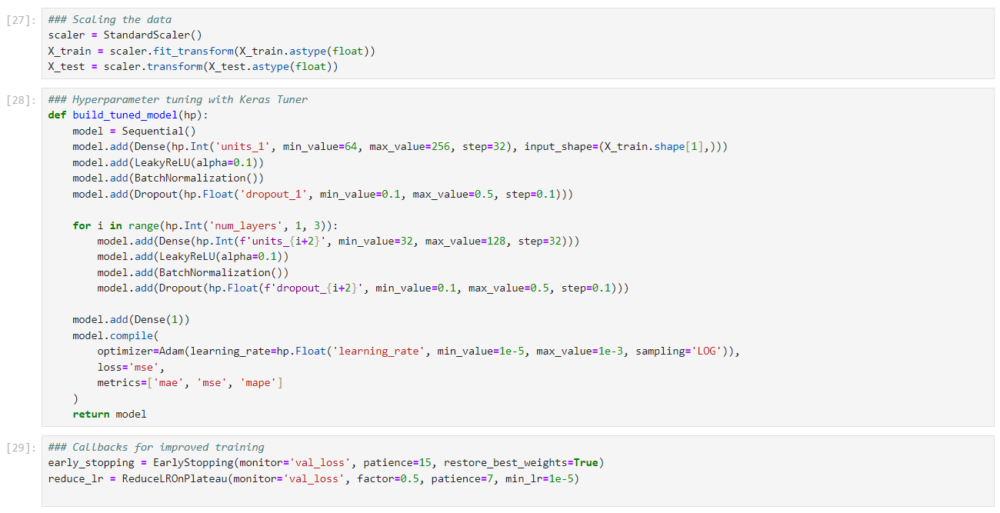 [27]: ### Scaling the data
scaler = StandardScaler()
X_train = scaler.fit_transform(X_train.astype(float))
X_test = scaler.transform(X_test.astype(float))
[28]: ### Hyperparameter tuning with Keras Tuner
def build_tuned_model(hp):
    model = Sequential()
    model.add(Dense(hp.Int('units_1', min_value=64, max_value=256, step=32), input_shape=(X_train.shape[1],)))
    model.add(LeakyReLU(alpha=0.1))
    model.add(BatchNormalization())
    model.add(Dropout(hp.Float('dropout_1', min_value=0.1, max_value=0.5, step=0.1)))
    for i in range(hp.Int('num_layers', 1, 3)):
        model.add(Dense(hp.Int(f'units_{i+2}', min_value=32, max_value=128, step=32)))
        model.add(LeakyReLU(alpha=0.1))
        model.add(BatchNormalization())
        model.add(Dropout(hp.Float(f'dropout_{i+2}', min_value=0.1, max_value=0.5, step=0.1)))
    model.add(Dense(1))
    model.compile(
        optimizer=Adam(learning_rate=hp.Float('learning_rate', min_value=1e-5, max_value=1e-3, sampling='LOG')),
        loss='mse',
        metrics=['mae', 'mse', 'mape']
    )
    return model
[29]: ### Callbacks for improved training
early_stopping = EarlyStopping(monitor='val_loss', patience=15, restore_best_weights=True)
reduce_lr = ReduceLROnPlateau(monitor='val_loss', factor=0.5, patience=7, min_lr=1e-5)